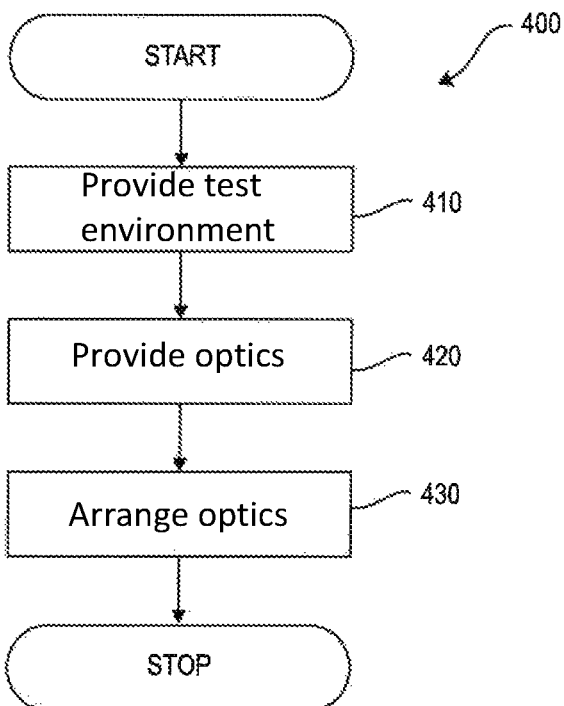 START
400
Provide test
environment
410
Provide optics
420
Arrange optics
430
STOP